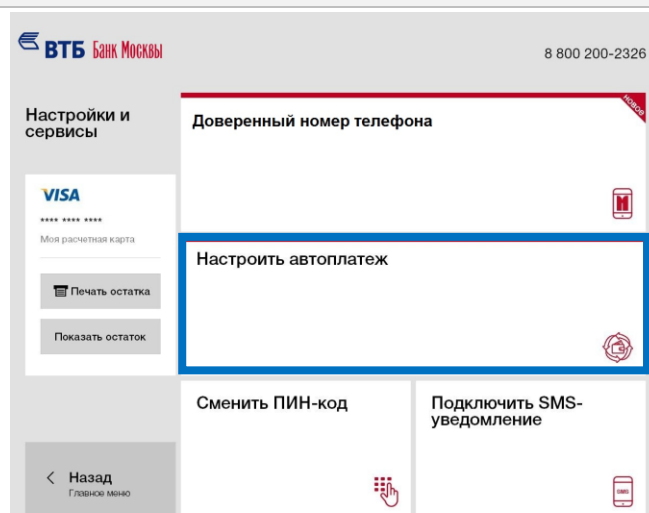 ВТБ Банк Москвы
8 800 200-2326
Настройки и
сервисы
Доверенный номер телефона
НОВОЕ
VISA
**** **** ****
Моя расчетная карта
Печать остатка
Показать остаток
Настроить автоплатеж
Сменить ПИН-код
Подключить SMS-
уведомление
SMS
Назад
Главное меню